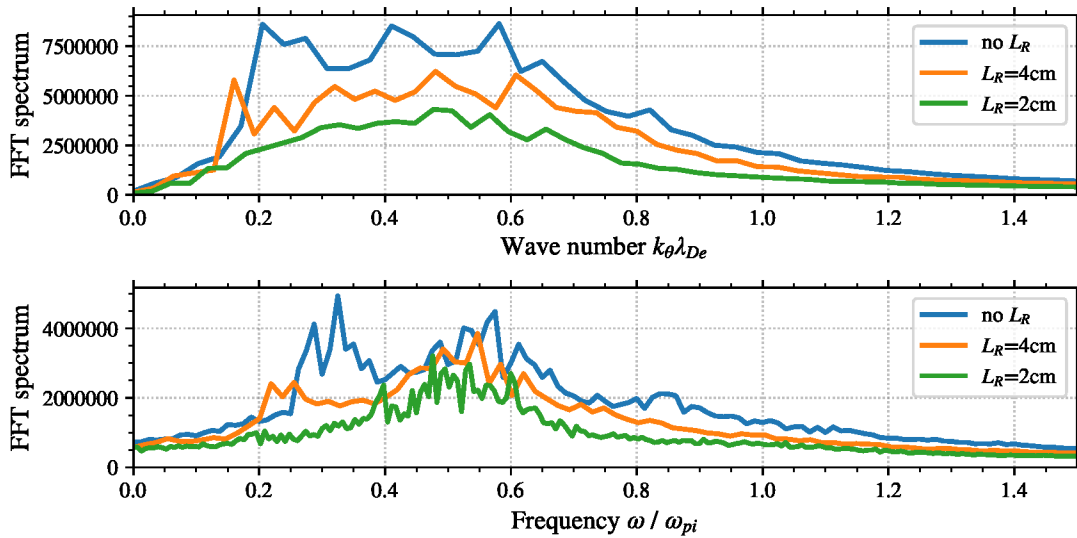 FFT spectrum
7500000
5000000
2500000
0
0.0 0.2 0.4 0.6 0.8 1.0 1.2 1.4
Wave number k_θλ_De
no L_R
L_R=4cm
L_R=2cm
FFT spectrum
4000000
2000000
0
0.0 0.2 0.4 0.6 0.8 1.0 1.2 1.4
Frequency ω / ω_pi
no L_R
L_R=4cm
L_R=2cm